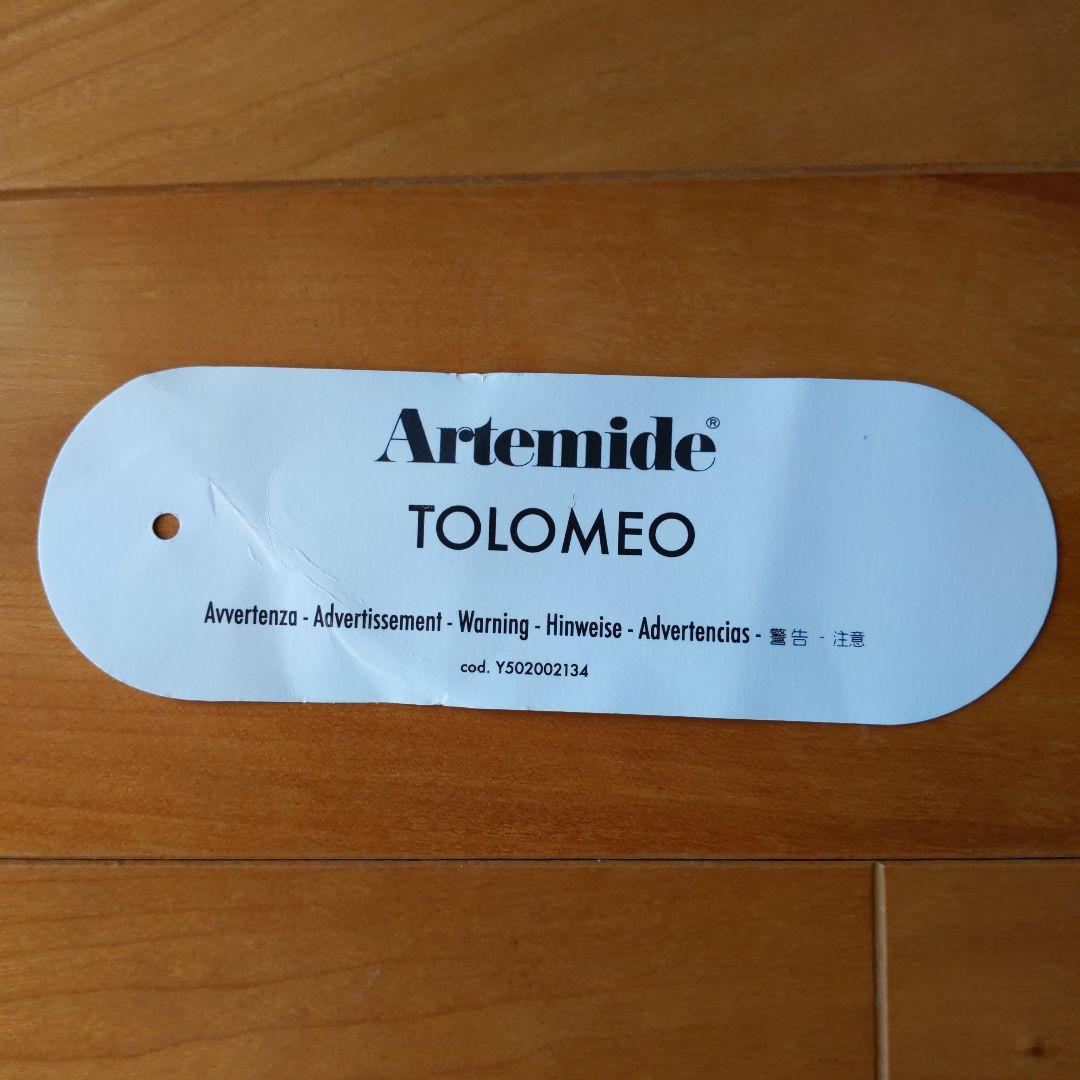 Artemide®
TOLOMEO
Avvertenza - Advertissement - Warning - Hinweise - Advertencias - 警告 - 注意
cod. Y502002134